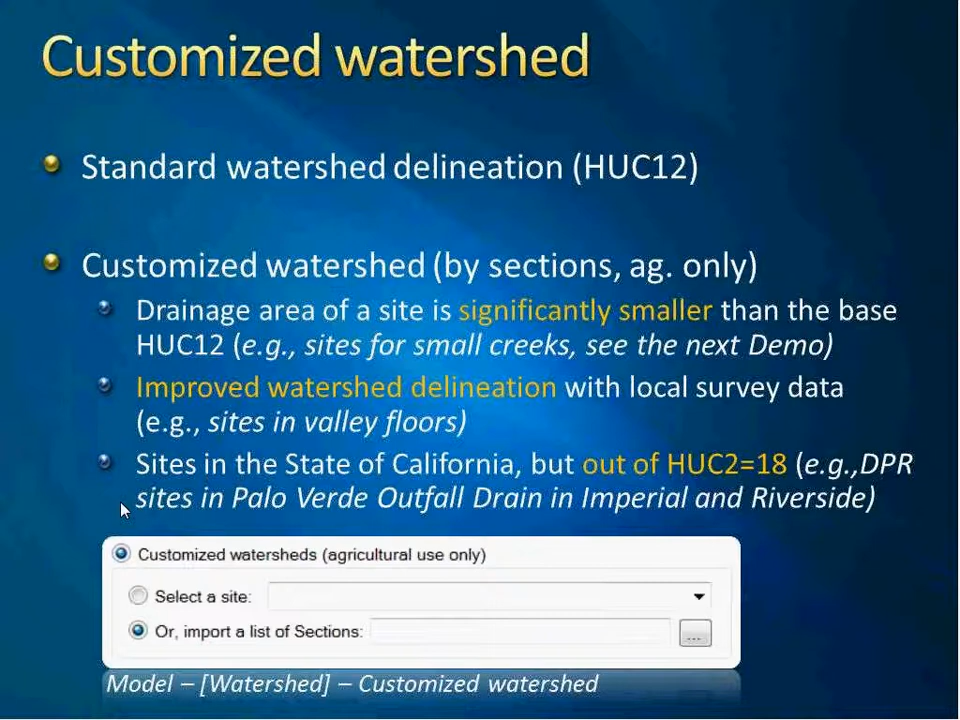 Customized watershed
Standard watershed delineation (HUC12)
Customized watershed (by sections, ag. only)
Drainage area of a site is significantly smaller than the base
HUC12 (e.g., sites for small creeks, see the next Demo)
Improved watershed delineation with local survey data
(e.g., sites in valley floors)
Sites in the State of California, but out of HUC2=18 (e.g.,DPR
sites in Palo Verde Outfall Drain in Imperial and Riverside)
Customized watersheds (agricultural use only)
Select a site:
Or, import a list of Sections:
...
Model – [Watershed] – Customized watershed